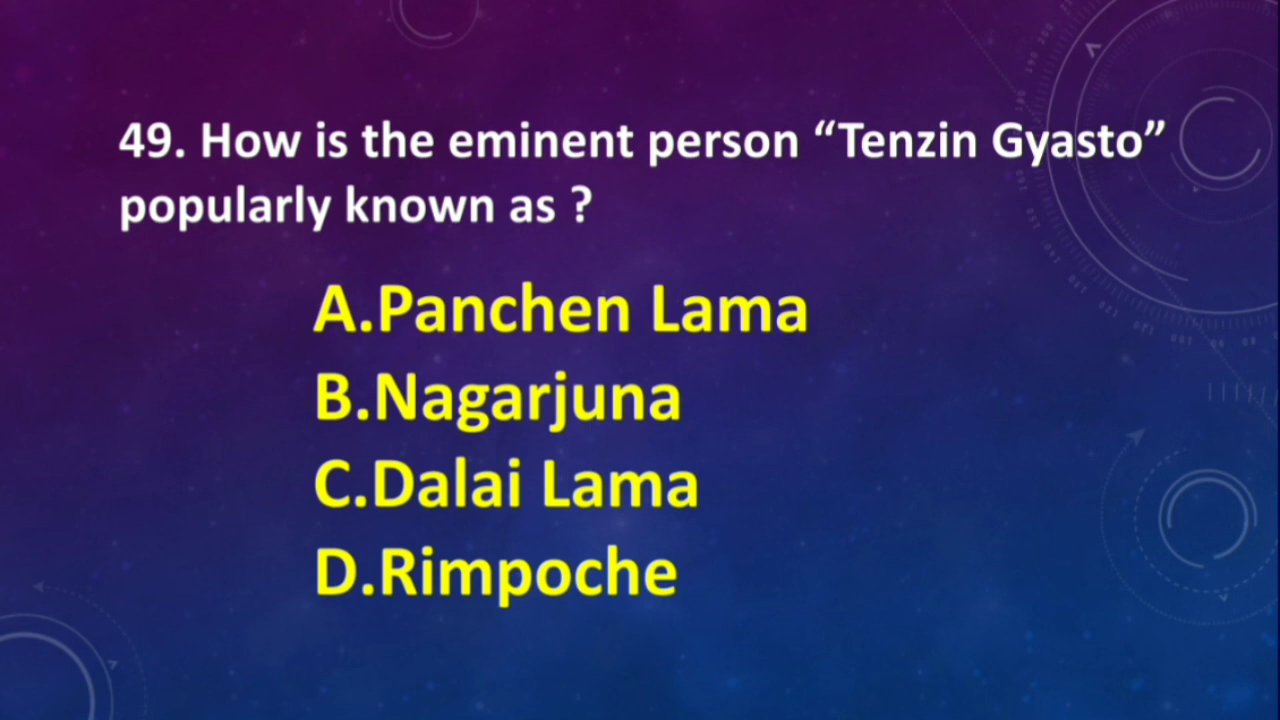 49. How is the eminent person “Tenzin Gyasto”
popularly known as ?
A.Panchen Lama
B.Nagarjuna
C.Dalai Lama
D.Rimpoche